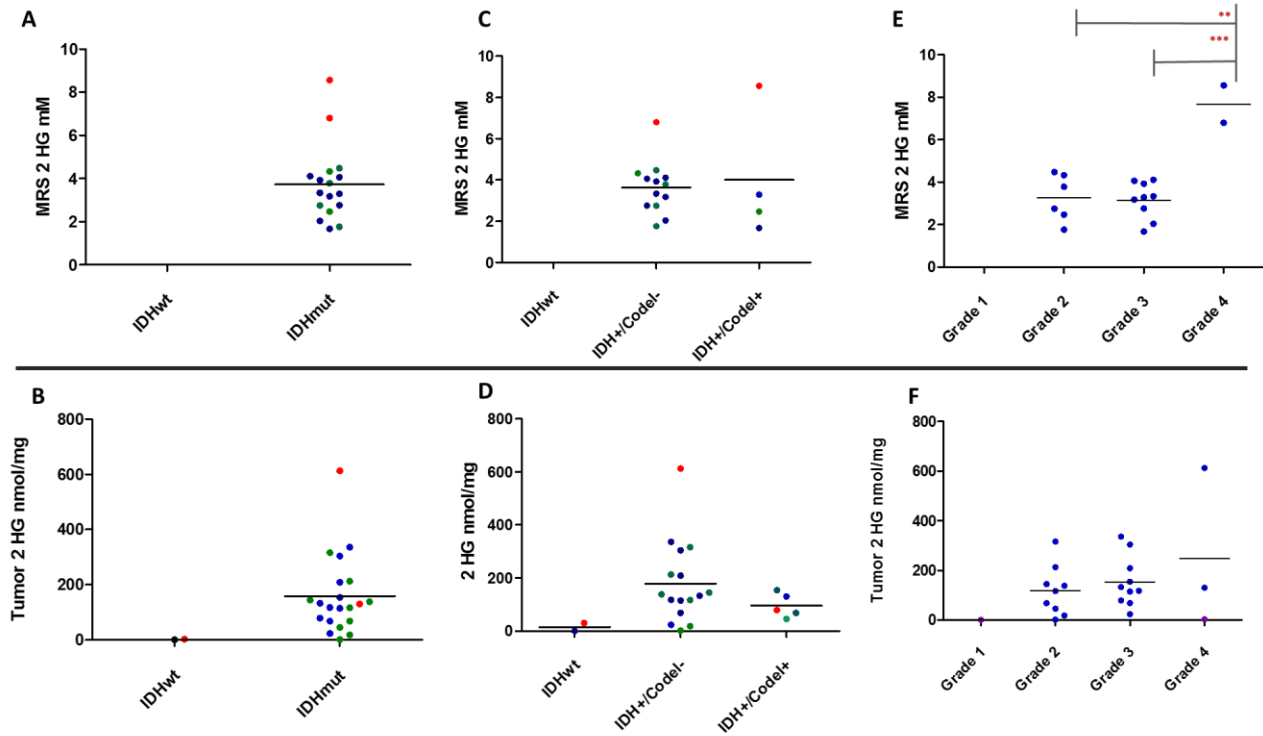 A
MRS 2 HG mM
10
8
6
4
2
0
IDHwt
IDHmut
C
MRS 2 HG mM
10
8
6
4
2
0
IDHwt
IDH+/Codel-
IDH+/Codel+
E
**
***
MRS 2 HG mM
10
8
6
4
2
0
Grade 1
Grade 2
Grade 3
Grade 4
B
Tumor 2 HG nmol/mg
800
600
400
200
0
IDHwt
IDHmut
D
2 HG nmol/mg
800
600
400
200
0
IDHwt
IDH+/Codel-
IDH+/Codel+
F
Tumor 2 HG nmol/mg
800
600
400
200
0
Grade 1
Grade 2
Grade 3
Grade 4